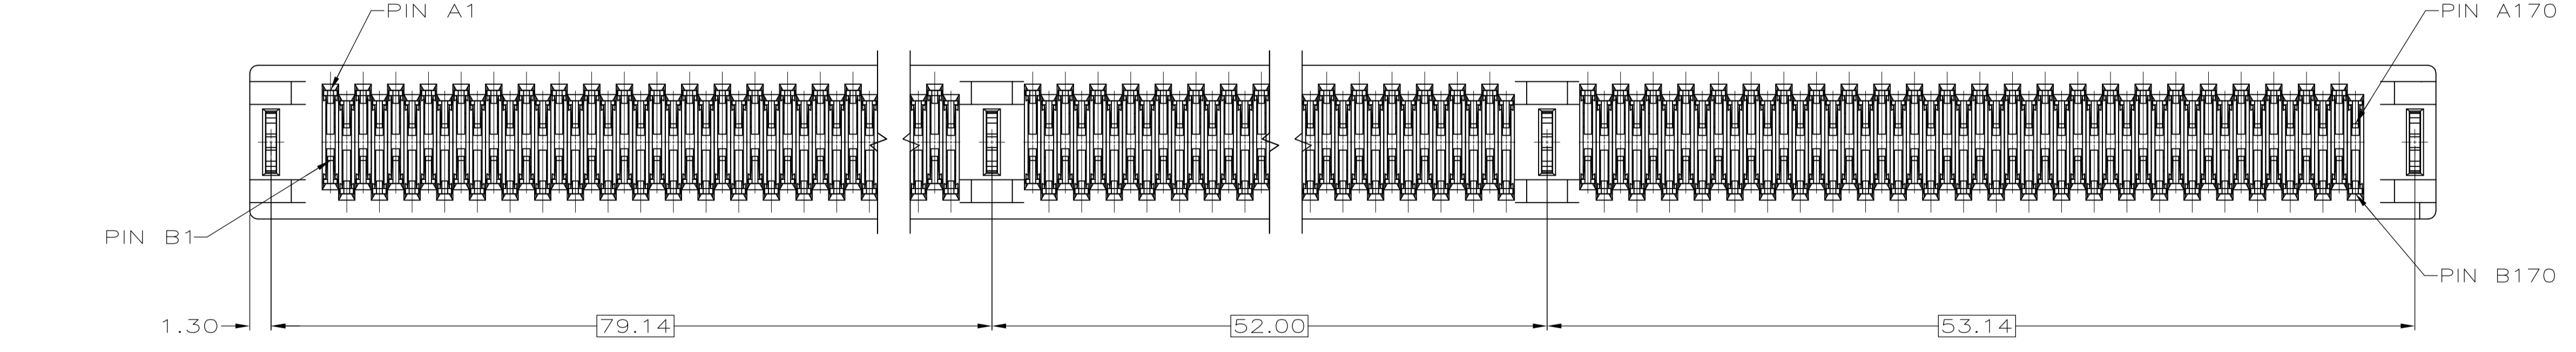 PIN A1
PIN A170
PIN B1
PIN B170
1.30
79.14
52.00
53.14